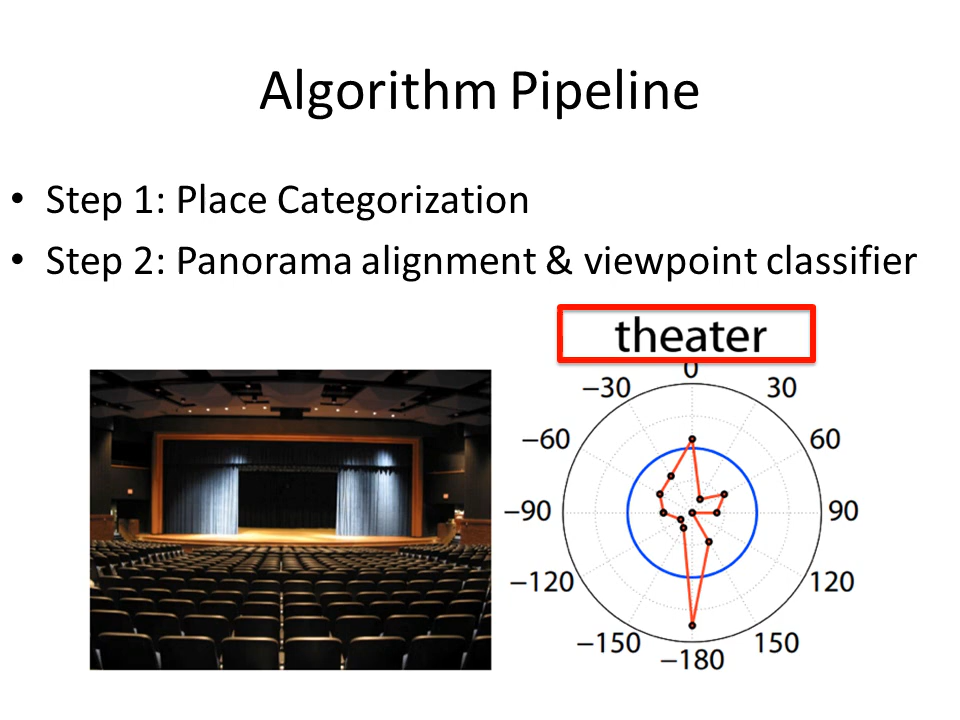 Algorithm Pipeline
• Step 1: Place Categorization
• Step 2: Panorama alignment & viewpoint classifier
theater
0
−30 30
−60 60
−90 90
−120 120
−150 150
−180